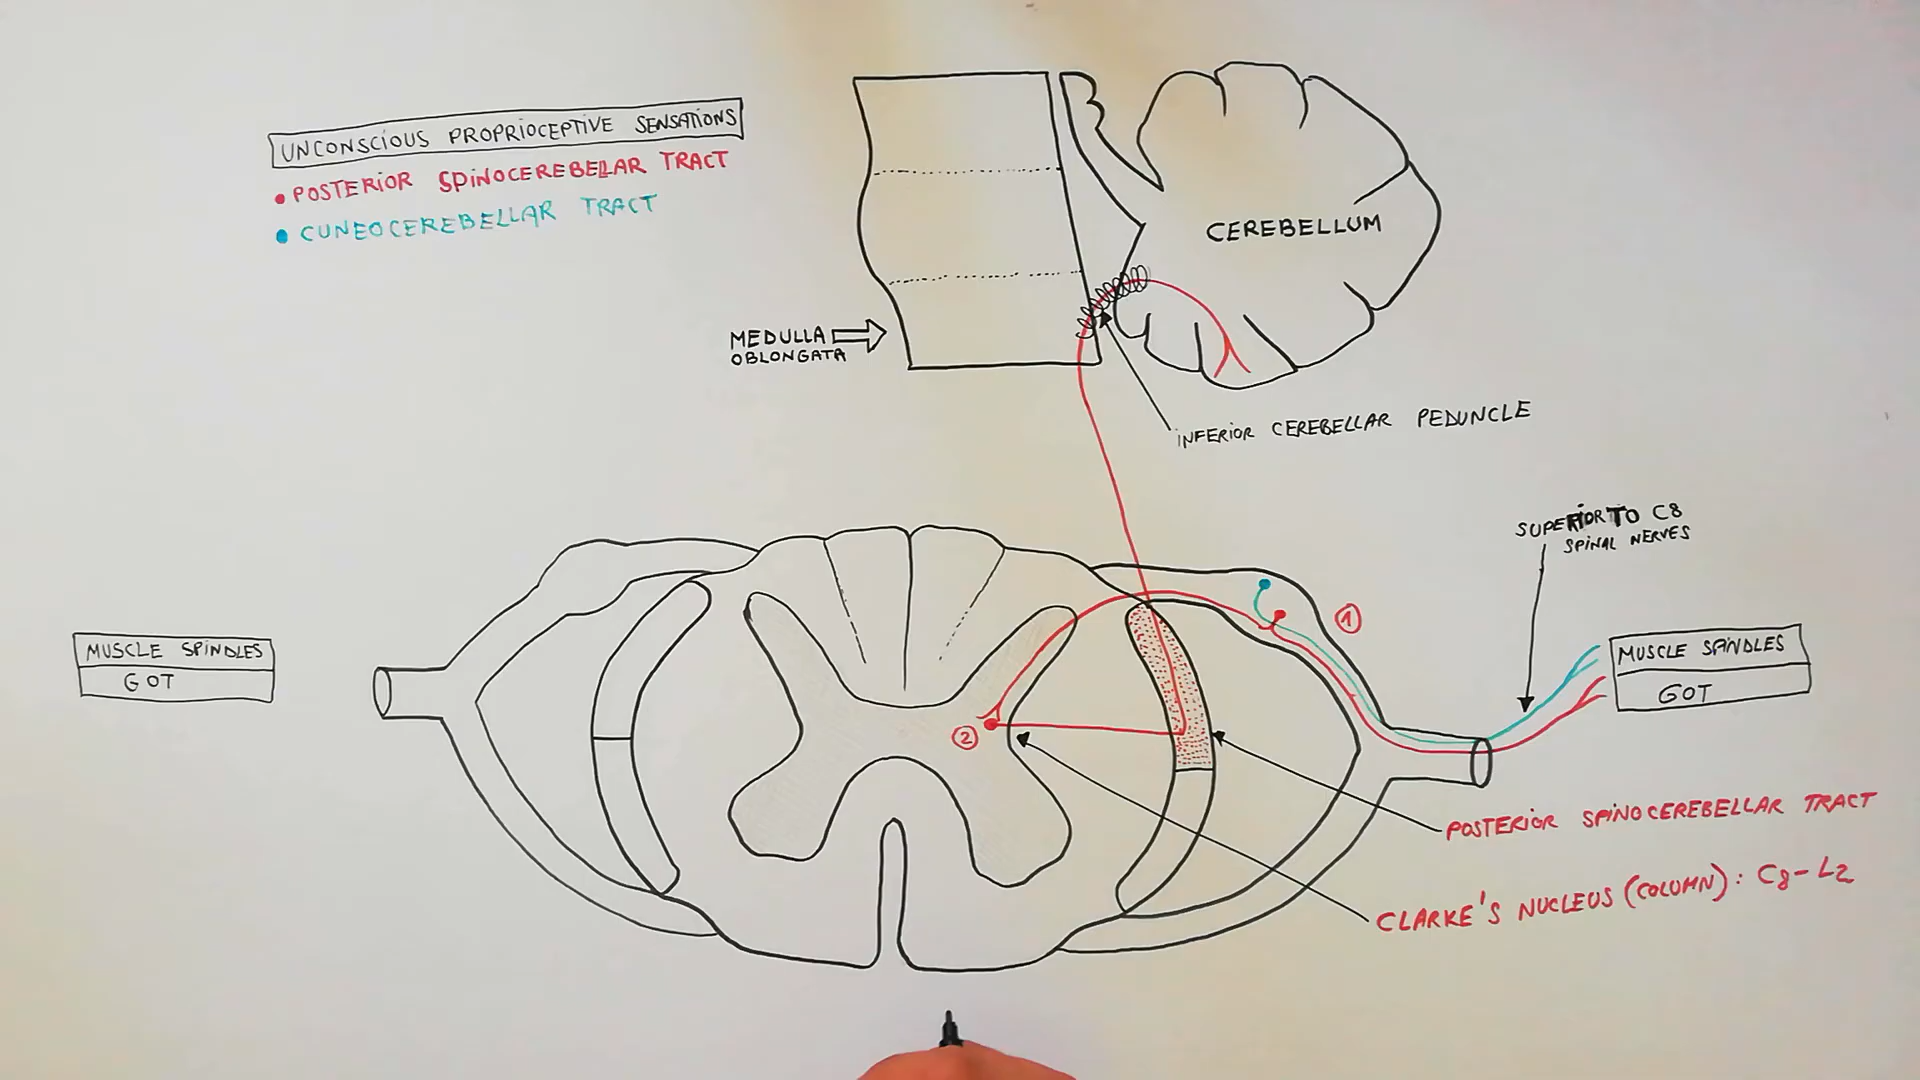 UNCONSCIOUS PROPRIOCEPTIVE SENSATIONS
• POSTERIOR SPINOCEREBELLAR TRACT
• CUNEOCEREBELLAR TRACT
CEREBELLUM
MEDULLA
OBLONGATA
INFERIOR CEREBELLAR PEDUNCLE
SUPERIOR TO C8
SPINAL NERVES
1
MUSCLE SPINDLES
GOT
MUSCLE SPINDLES
GOT
2
POSTERIOR SPINOCEREBELLAR TRACT
CLARKE'S NUCLEUS (COLUMN): C8-L2